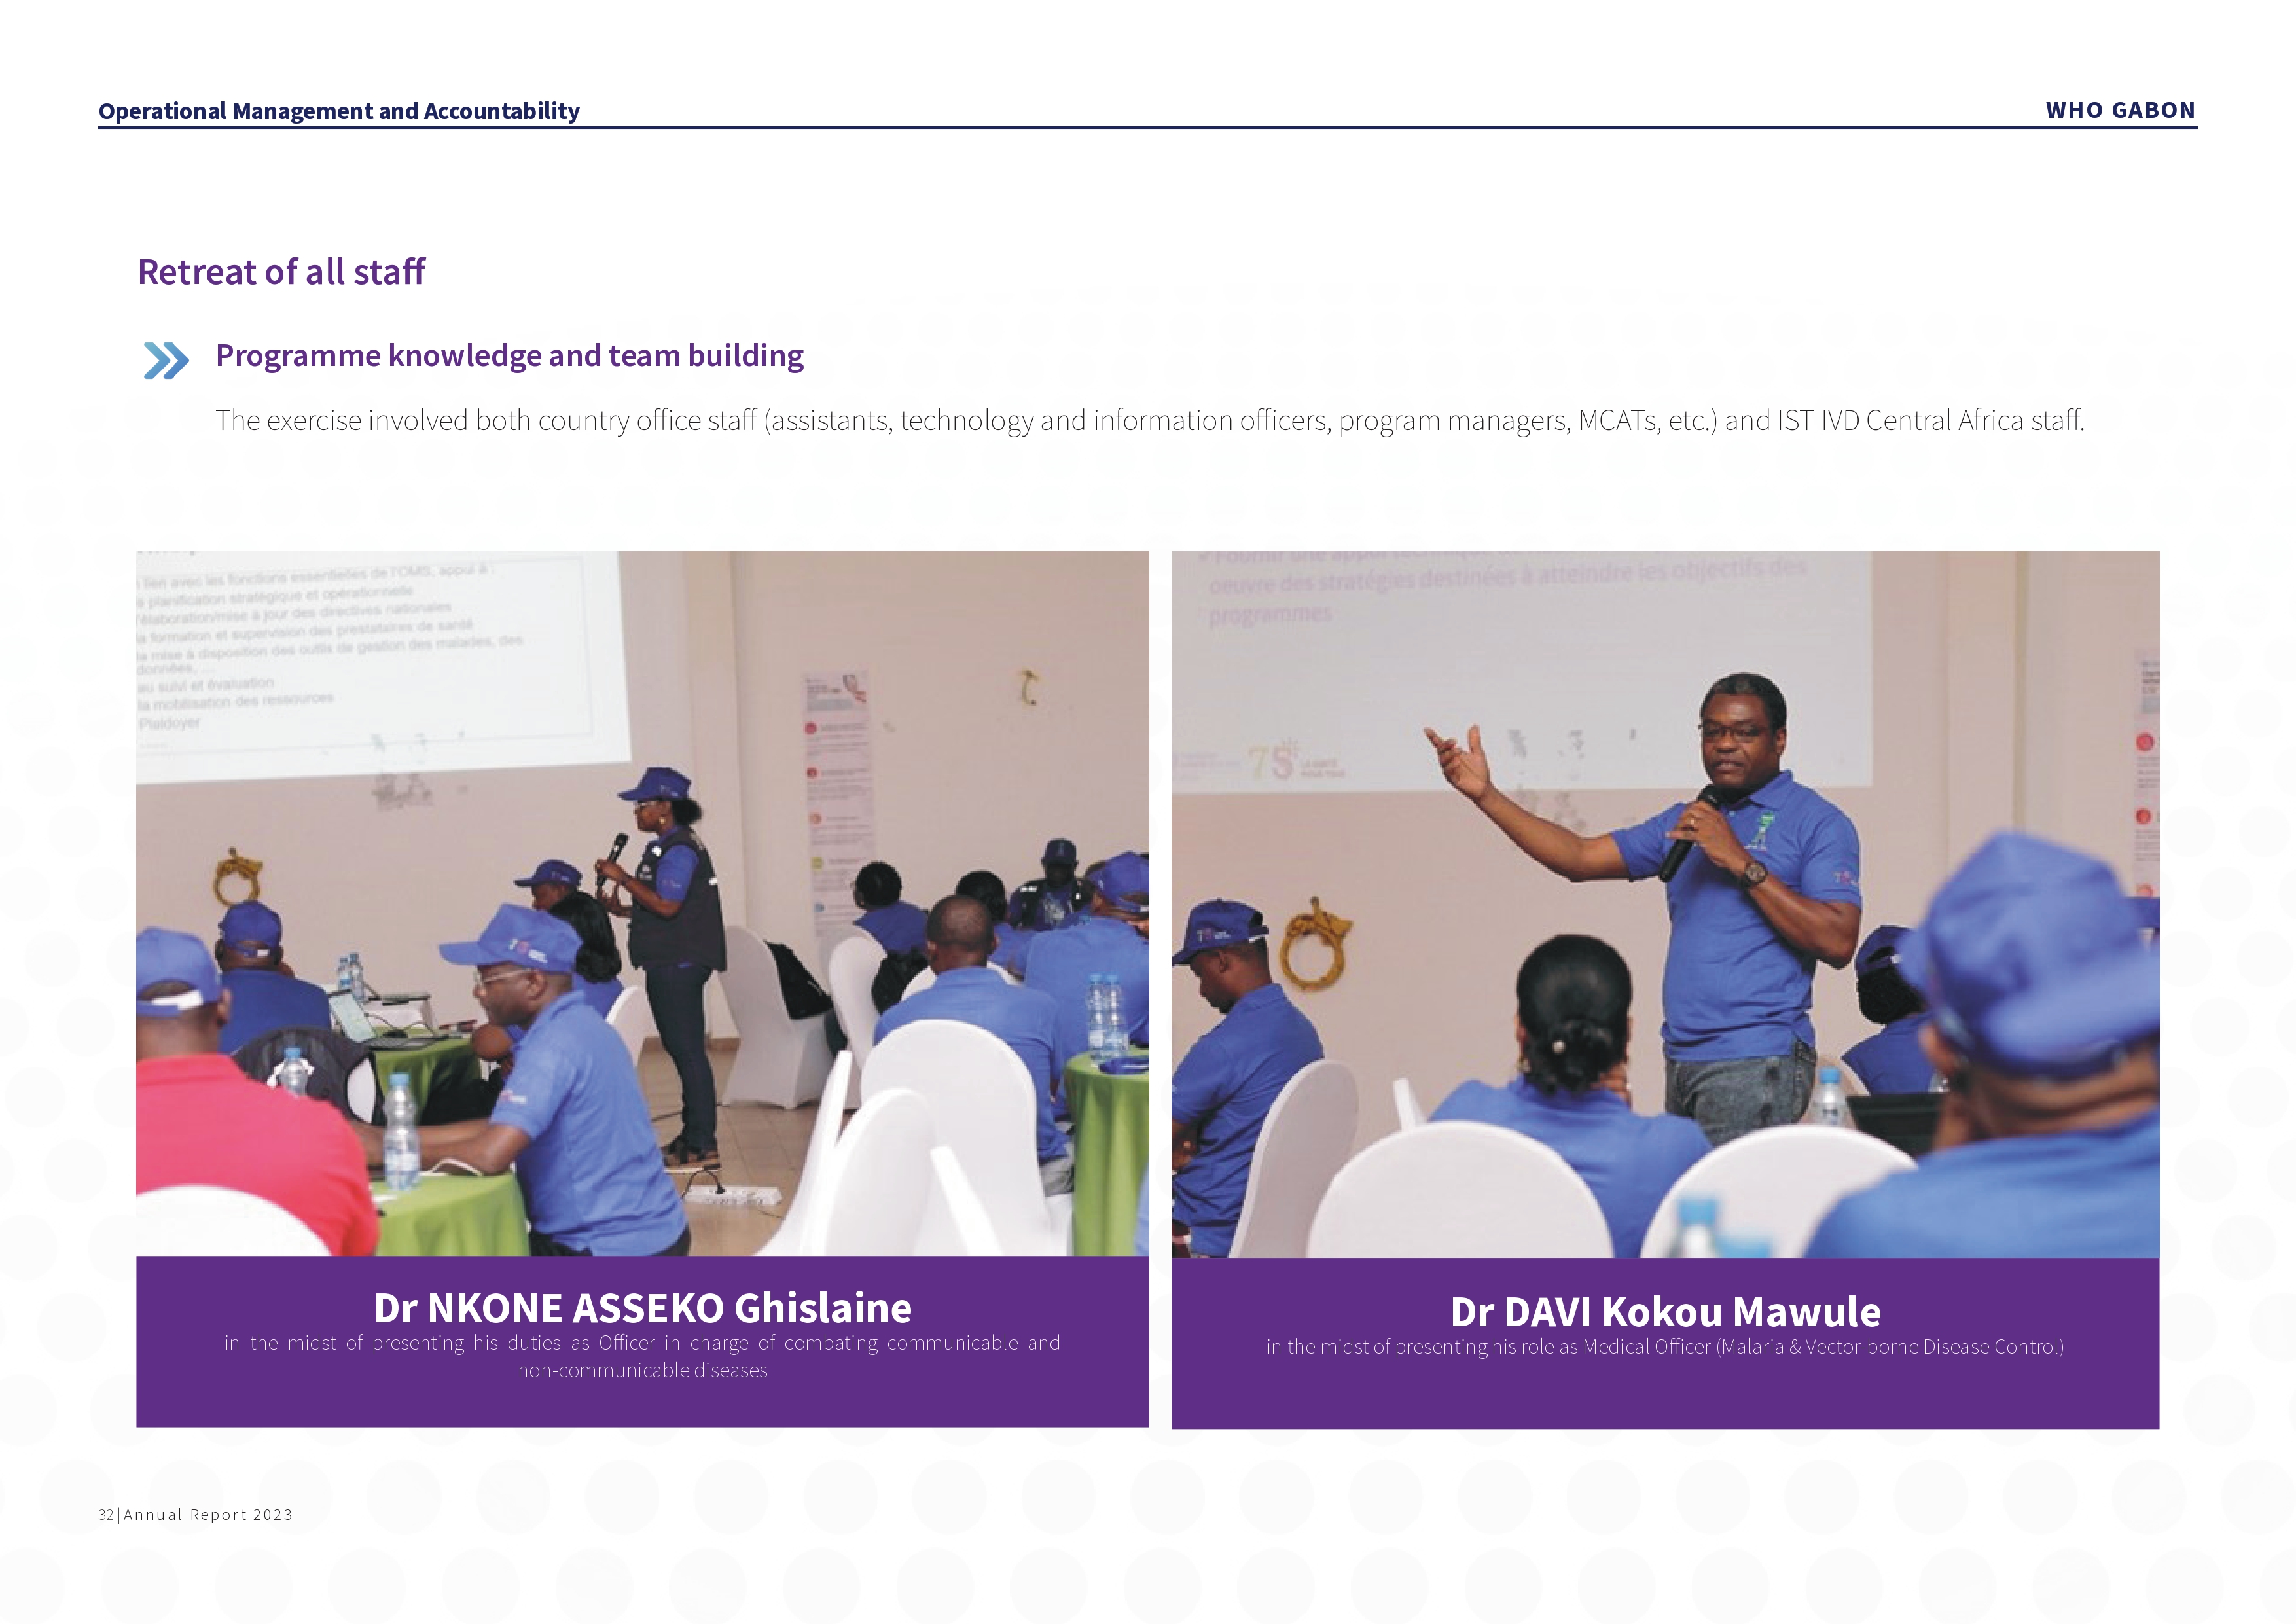 Operational Management and Accountability
WHO GABON
Retreat of all staff
Programme knowledge and team building
The exercise involved both country office staff (assistants, technology and information officers, program managers, MCATs, etc.) and IST IVD Central Africa staff.
lien avec les fonctions essentielles de l'OMS, appui à :
a planification stratégique et opérationnelle
l'élaboration/mise à jour des directives nationales
la formation et supervision des prestataires de santé
la mise à disposition des outils de gestion des malades, des
données, ...
au suivi et évaluation
la mobilisation des ressources
Plaidoyer
Fournir une appui technique
oeuvre des stratégies destinées à atteindre les objectifs des
programmes
Dr NKONE ASSEKO Ghislaine
in the midst of presenting his duties as Officer in charge of combating communicable and
non-communicable diseases
Dr DAVI Kokou Mawule
in the midst of presenting his role as Medical Officer (Malaria & Vector-borne Disease Control)
32|Annual Report 2023